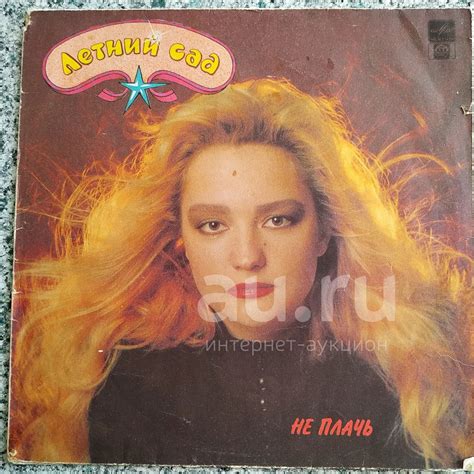 Летний сад
au.ru
интернет-аукцион
НЕ ПЛАЧЬ